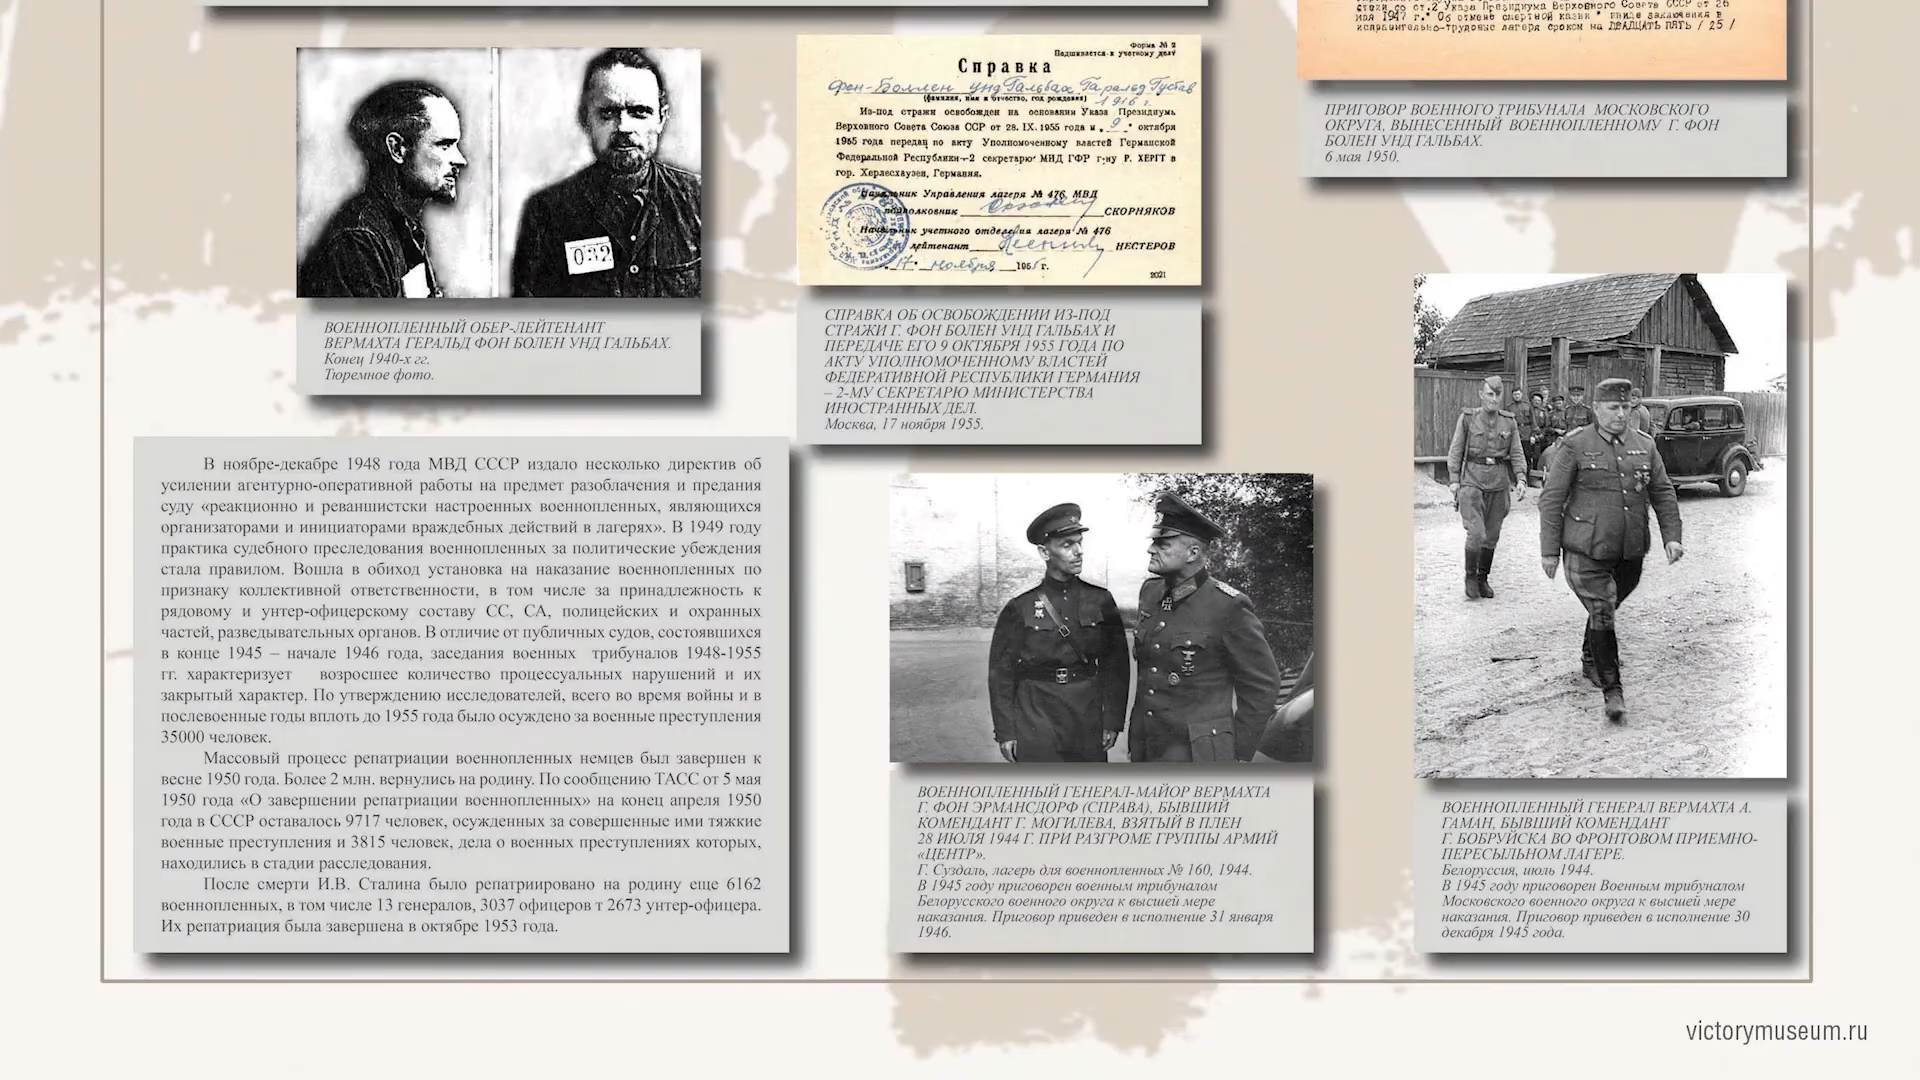 стези со ст.2 Указа Президиума Верховного Совета СССР от 26
мая 1947 г." Об отмене смертной казни "
исправительно-трудовые лагеря сроком на ДВАДЦАТЬ ПЯТЬ / 25 /
ПРИГОВОР ВОЕННОГО ТРИБУНАЛА МОСКОВСКОГО
ОКРУГА, ВЫНЕСЕННЫЙ ВОЕННОПЛЕННОМУ Г. ФОН
БОЛЕН УНД ГАЛЬБАХ.
6 мая 1950.
032
ВОЕННОПЛЕННЫЙ ОБЕР-ЛЕЙТЕНАНТ
ВЕРМАХТА ГЕРАЛЬД ФОН БОЛЕН УНД ГАЛЬБАХ.
Конец 1940-х гг.
Тюремное фото.
Форма № 2
Подшивается к учетному делу
Справка
фон-Боллен унд Гальбах Гаральд Густав
(фамилия, имя и отчество, год рождения)
1916 г.
Из-под стражи освобожден на основании Указа Президиума
Верховного Совета Союза ССР от 28. IX. 1955 года и „ 9 " октября
1955 года передан по акту Уполномоченному властей Германской
Федеральной Республики—2 секретарю МИД ГФР г-ну Р. ХЕРГТ в
гор. Херлесхаузен, Германия.
Начальник Управления лагеря № 476, МВД
подполковник СКОРНЯКОВ
Начальник учетного отделения лагеря № 476
лейтенант НЕСТЕРОВ
„ 17 " ноября 1955 г.
2021
СПРАВКА ОБ ОСВОБОЖДЕНИИ ИЗ-ПОД
СТРАЖИ Г. ФОН БОЛЕН УНД ГАЛЬБАХ И
ПЕРЕДАЧЕ ЕГО 9 ОКТЯБРЯ 1955 ГОДА ПО
АКТУ УПОЛНОМОЧЕННОМУ ВЛАСТЕЙ
ФЕДЕРАТИВНОЙ РЕСПУБЛИКИ ГЕРМАНИЯ
– 2-МУ СЕКРЕТАРЮ МИНИСТЕРСТВА
ИНОСТРАННЫХ ДЕЛ.
Москва, 17 ноября 1955.
В ноябре-декабре 1948 года МВД СССР издало несколько директив об
усилении агентурно-оперативной работы на предмет разоблачения и предания
суду «реакционно и реваншистски настроенных военнопленных, являющихся
организаторами и инициаторами враждебных действий в лагерях». В 1949 году
практика судебного преследования военнопленных за политические убеждения
стала правилом. Вошла в обиход установка на наказание военнопленных по
признаку коллективной ответственности, в том числе за принадлежность к
рядовому и унтер-офицерскому составу СС, СА, полицейских и охранных
частей, разведывательных органов. В отличие от публичных судов, состоявшихся
в конце 1945 – начале 1946 года, заседания военных трибуналов 1948-1955
гг. характеризует возросшее количество процессуальных нарушений и их
закрытый характер. По утверждению исследователей, всего во время войны и в
послевоенные годы вплоть до 1955 года было осуждено за военные преступления
35000 человек.
Массовый процесс репатриации военнопленных немцев был завершен к
весне 1950 года. Более 2 млн. вернулись на родину. По сообщению ТАСС от 5 мая
1950 года «О завершении репатриации военнопленных» на конец апреля 1950
года в СССР оставалось 9717 человек, осужденных за совершенные ими тяжкие
военные преступления и 3815 человек, дела о военных преступлениях которых,
находились в стадии расследования.
После смерти И.В. Сталина было репатриировано на родину еще 6162
военнопленных, в том числе 13 генералов, 3037 офицеров т 2673 унтер-офицера.
Их репатриация была завершена в октябре 1953 года.
ВОЕННОПЛЕННЫЙ ГЕНЕРАЛ-МАЙОР ВЕРМАХТА
Г. ФОН ЭРМАНСДОРФ (СПРАВА), БЫВШИЙ
КОМЕНДАНТ Г. МОГИЛЕВА, ВЗЯТЫЙ В ПЛЕН
28 ИЮЛЯ 1944 Г. ПРИ РАЗГРОМЕ ГРУППЫ АРМИЙ
«ЦЕНТР».
Г. Суздаль, лагерь для военнопленных № 160, 1944.
В 1945 году приговорен военным трибуналом
Белорусского военного округа к высшей мере
наказания. Приговор приведен в исполнение 31 января
1946.
ВОЕННОПЛЕННЫЙ ГЕНЕРАЛ ВЕРМАХТА А.
ГАМАН, БЫВШИЙ КОМЕНДАНТ
Г. БОБРУЙСКА ВО ФРОНТОВОМ ПРИЕМНО-
ПЕРЕСЫЛЬНОМ ЛАГЕРЕ.
Белоруссия, июль 1944.
В 1945 году приговорен Военным трибуналом
Московского военного округа к высшей мере
наказания. Приговор приведен в исполнение 30
декабря 1945 года.
victorymuseum.ru